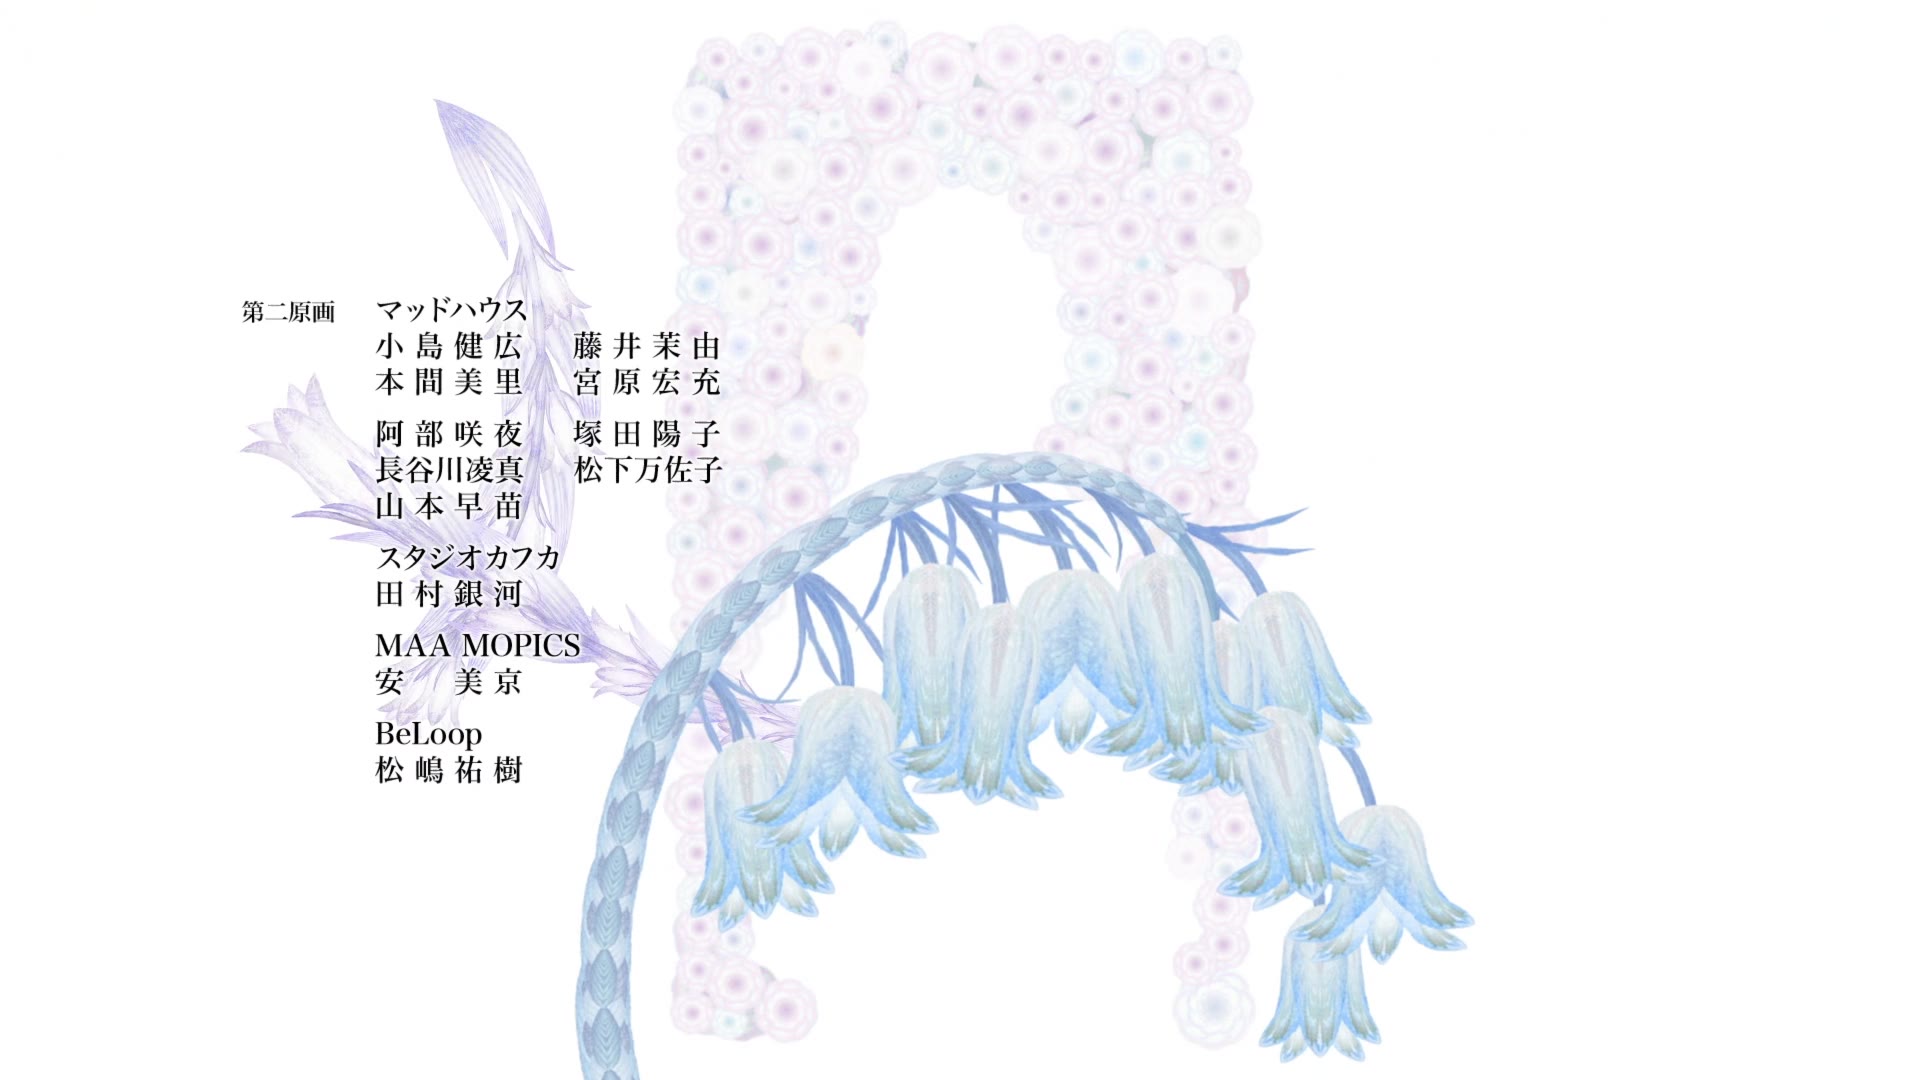 第二原画 マッドハウス
小島健広 藤井茉由
本間美里 宮原宏充
阿部咲夜 塚田陽子
長谷川凌真 松下万佐子
山本早苗
スタジオカフカ
田村銀河
MAA MOPICS
安 美京
BeLoop
松嶋祐樹